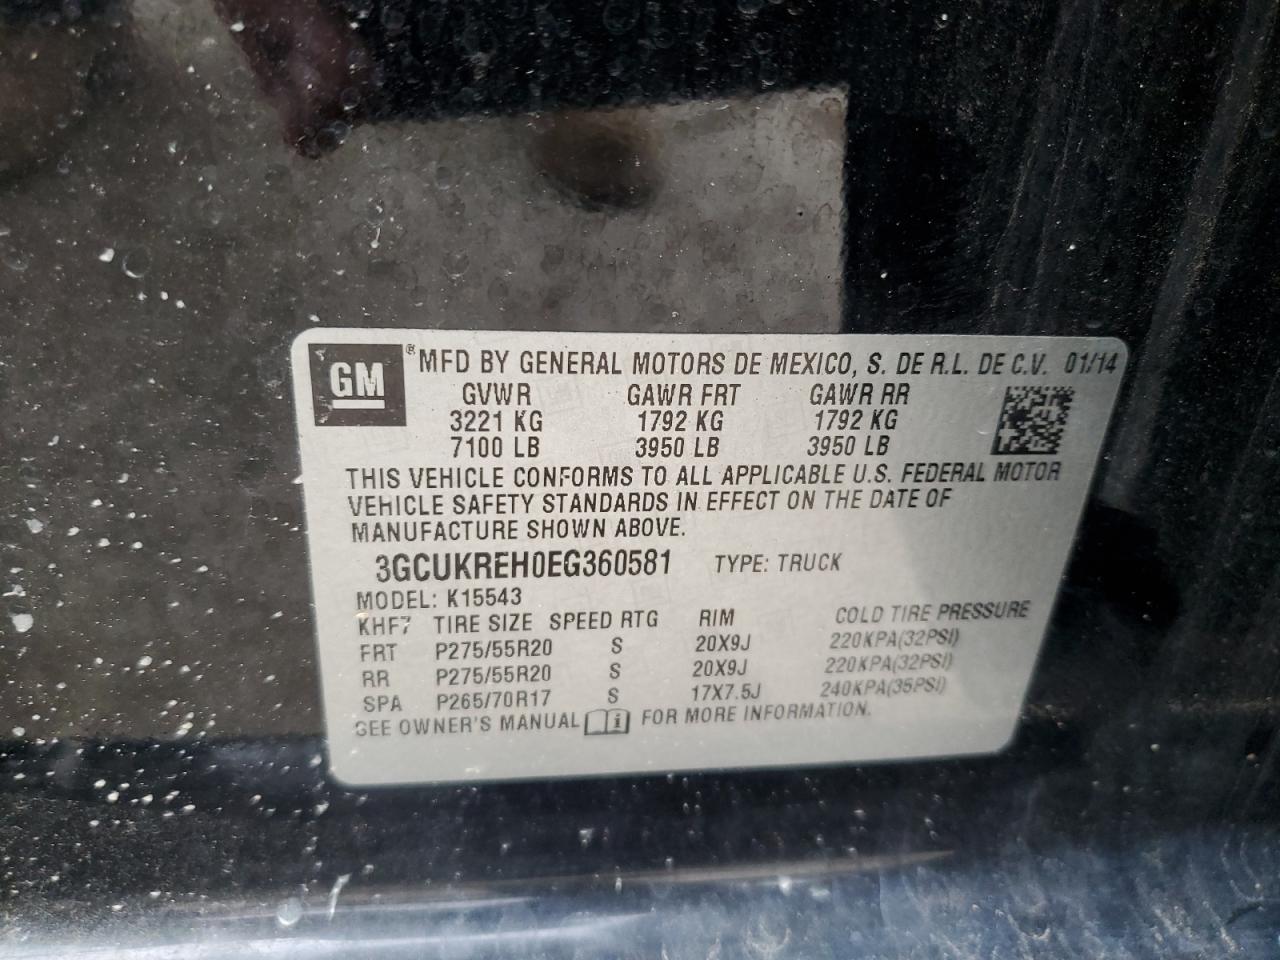 GM ® MFD BY GENERAL MOTORS DE MEXICO, S. DE R.L. DE C.V. 01/14
GVWR GAWR FRT GAWR RR
3221 KG 1792 KG 1792 KG
7100 LB 3950 LB 3950 LB
THIS VEHICLE CONFORMS TO ALL APPLICABLE U.S. FEDERAL MOTOR
VEHICLE SAFETY STANDARDS IN EFFECT ON THE DATE OF
MANUFACTURE SHOWN ABOVE.
3GCUKREH0EG360581 TYPE: TRUCK
MODEL: K15543
KHF7 TIRE SIZE SPEED RTG RIM COLD TIRE PRESSURE
FRT P275/55R20 S 20X9J 220KPA(32PSI)
RR P275/55R20 S 20X9J 220KPA(32PSI)
SPA P265/70R17 S 17X7.5J 240KPA(35PSI)
SEE OWNER'S MANUAL i FOR MORE INFORMATION.